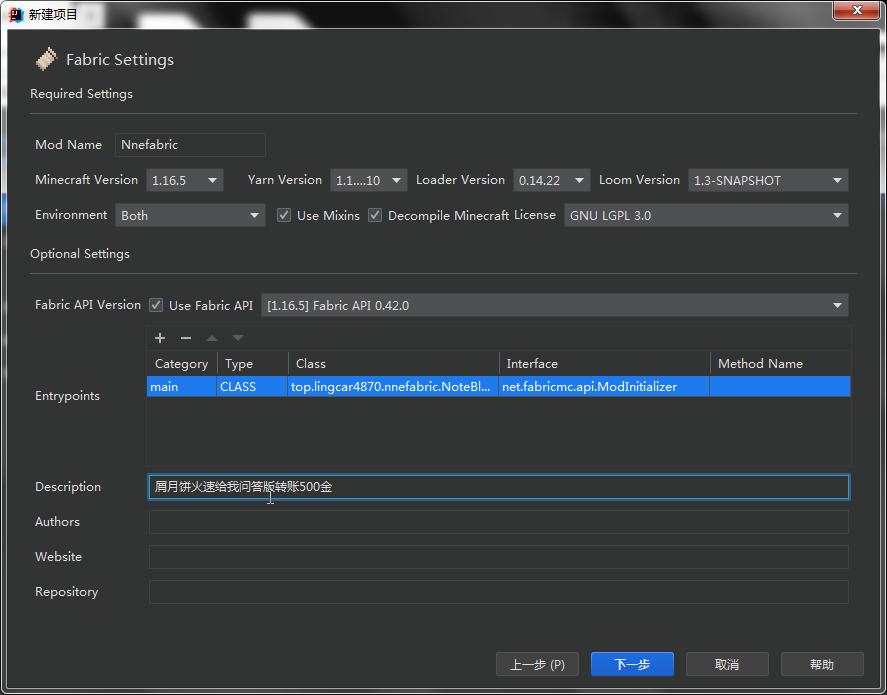 新建项目
Fabric Settings
Required Settings
Mod Name Nnefabric
Minecraft Version 1.16.5 Yarn Version 1.1....10 Loader Version 0.14.22 Loom Version 1.3-SNAPSHOT
Environment Both Use Mixins Decompile Minecraft License GNU LGPL 3.0
Optional Settings
Fabric API Version Use Fabric API [1.16.5] Fabric API 0.42.0
Category Type Class Interface Method Name
main CLASS top.lingcar4870.nnefabric.NoteBl... net.fabricmc.api.ModInitializer
Entrypoints
Description 屑月饼火速给我问答版转账500金
Authors
Website
Repository
上一步 (P) 下一步 取消 帮助